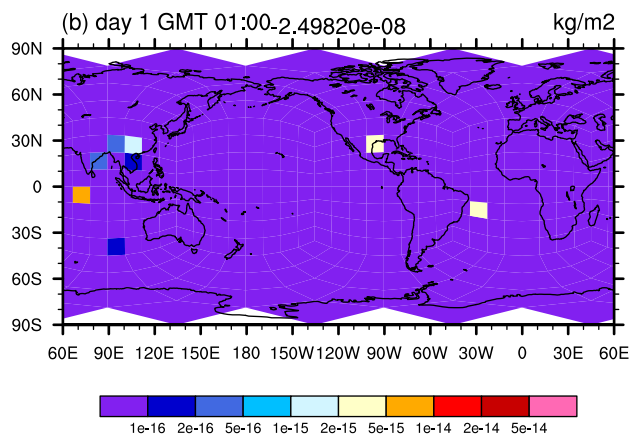 (b) day 1 GMT 01:00 -2.49820e-08 kg/m2
90N
60N
30N
0
30S
60S
90S
60E 90E 120E 150E 180 150W 120W 90W 60W 30W 0 30E 60E
1e-16 2e-16 5e-16 1e-15 2e-15 5e-15 1e-14 2e-14 5e-14